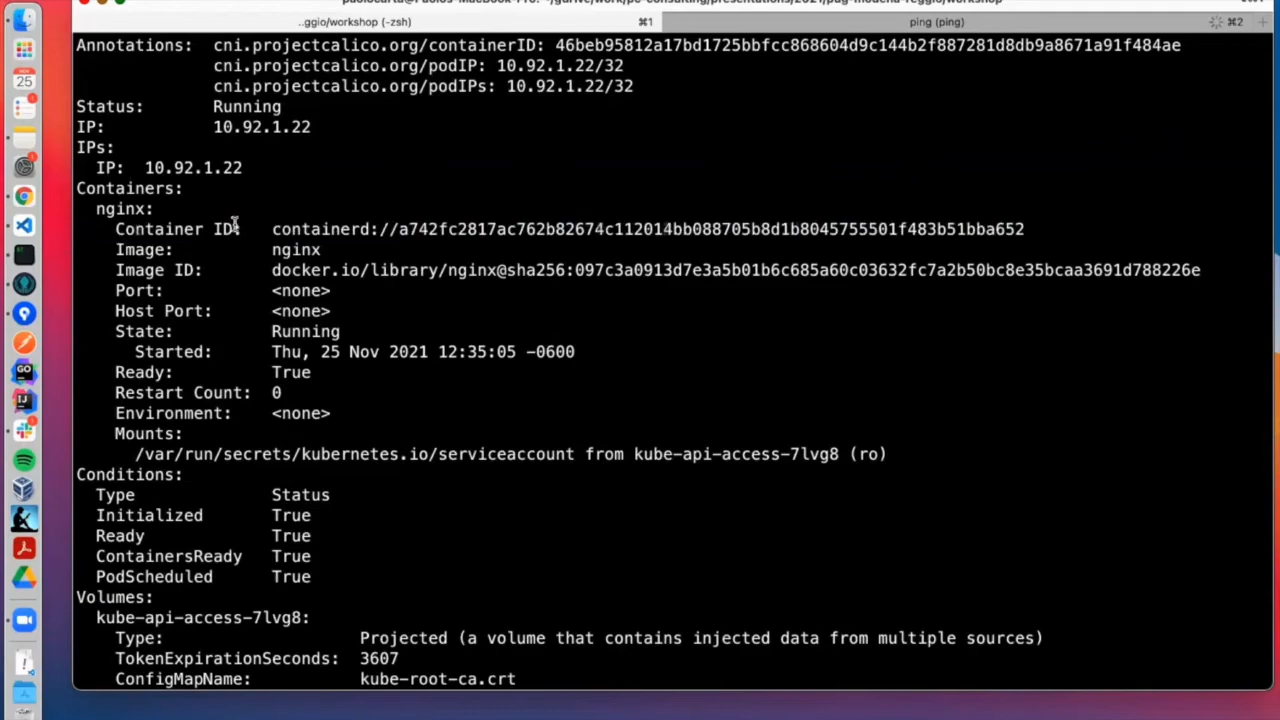 ..ggio/workshop (-zsh) ⌘1 ping (ping) ⌘2
Annotations: cni.projectcalico.org/containerID: 46beb95812a17bd1725bbfcc868604d9c144b2f887281d8db9a8671a91f484ae
cni.projectcalico.org/podIP: 10.92.1.22/32
cni.projectcalico.org/podIPs: 10.92.1.22/32
Status: Running
IP: 10.92.1.22
IPs:
IP: 10.92.1.22
Containers:
nginx:
Container ID: containerd://a742fc2817ac762b82674c112014bb088705b8d1b8045755501f483b51bba652
Image: nginx
Image ID: docker.io/library/nginx@sha256:097c3a0913d7e3a5b01b6c685a60c03632fc7a2b50bc8e35bcaa3691d788226e
Port: <none>
Host Port: <none>
State: Running
Started: Thu, 25 Nov 2021 12:35:05 -0600
Ready: True
Restart Count: 0
Environment: <none>
Mounts:
/var/run/secrets/kubernetes.io/serviceaccount from kube-api-access-7lvg8 (ro)
Conditions:
Type Status
Initialized True
Ready True
ContainersReady True
PodScheduled True
Volumes:
kube-api-access-7lvg8:
Type: Projected (a volume that contains injected data from multiple sources)
TokenExpirationSeconds: 3607
ConfigMapName: kube-root-ca.crt
25
GO
IJ